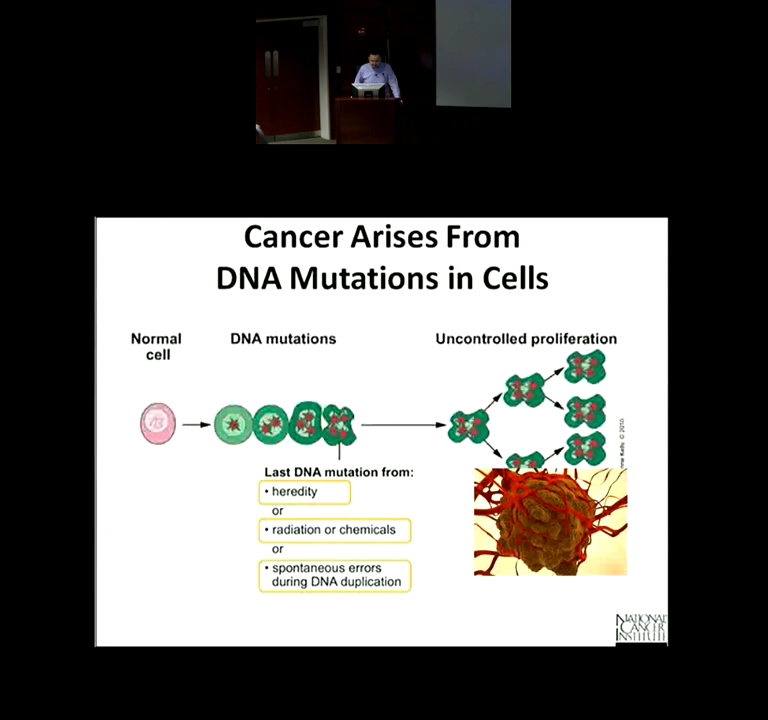 Cancer Arises From
DNA Mutations in Cells
Normal
cell
DNA mutations
Uncontrolled proliferation
Last DNA mutation from:
• heredity
or
• radiation or chemicals
or
• spontaneous errors
during DNA duplication
© 2010
NATIONAL
CANCER
INSTITUTE